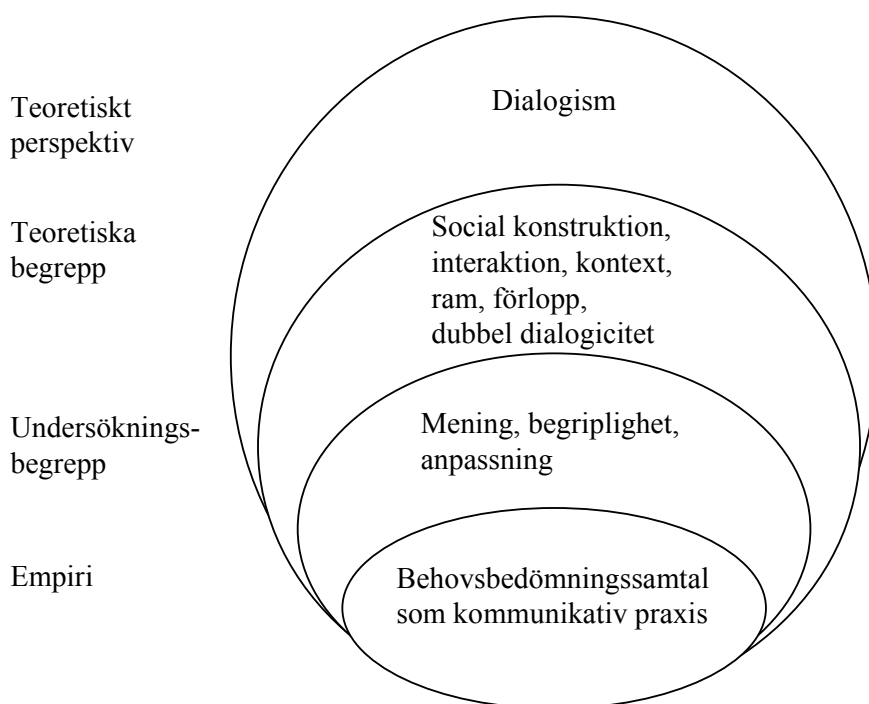 Teoretiskt
perspektiv
Dialogism
Teoretiska
begrepp
Social konstruktion,
interaktion, kontext,
ram, förlopp,
dubbel dialogicitet
Undersöknings-
begrepp
Mening, begriplighet,
anpassning
Empiri
Behovsbedömningssamtal
som kommunikativ praxis